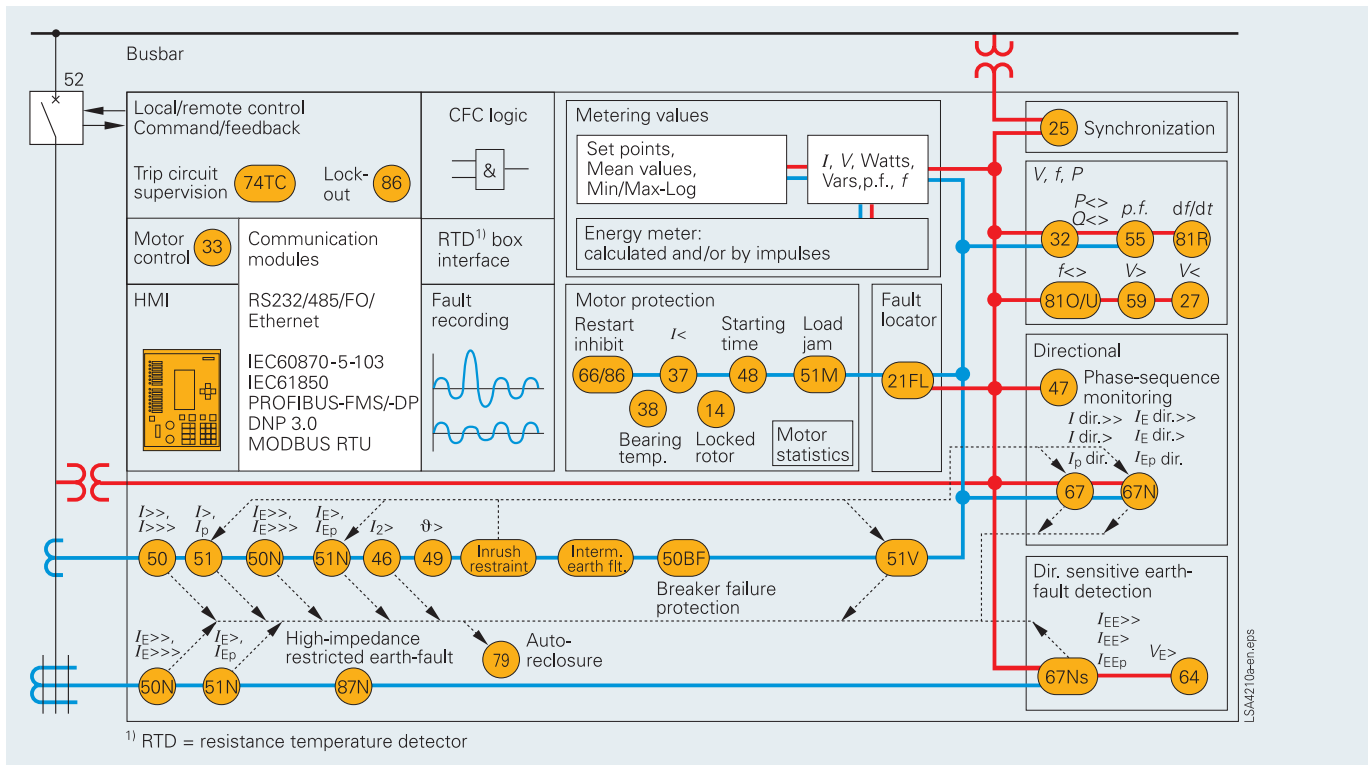 Busbar
52
Local/remote control
Command/feedback
Trip circuit
supervision
74TC
Lock-
out
86
CFC logic
&
Motor
control
33
Communication
modules
RS232/485/FO/
Ethernet
IEC60870-5-103
IEC61850
PROFIBUS-FMS/-DP
DNP 3.0
MODBUS RTU
RTD1) box
interface
HMI
Fault
recording
Metering values
Set points,
Mean values,
Min/Max-Log
I, V, Watts,
Vars,p.f., f
Energy meter:
calculated and/or by impulses
Motor protection
Restart
inhibit
66/86
I<
37
Starting
time
48
Load
jam
51M
38
Bearing
temp.
14
Locked
rotor
Motor
statistics
Fault
locator
21FL
25
Synchronization
V, f, P
P<>
Q<>
p.f.
df/dt
32
55
81R
f<>
V>
V<
81O/U
59
27
Directional
47
Phase-sequence
monitoring
I dir.>>
I dir.>
Ip dir.
IE dir.>>
IE dir.>
IEp dir.
67
67N
I>>,
I>>>
I>,
Ip
IE>>,
IE>>>
IE>,
IEp
I2>
ϑ>
50
51
50N
51N
46
49
Inrush
restraint
Interm.
earth flt.
50BF
51V
Breaker failure
protection
IE>>,
IE>>>
IE>,
IEp
High-impedance
restricted earth-fault
79
Auto-
reclosure
50N
51N
87N
Dir. sensitive earth-
fault detection
IEE>>
IEE>
IEEp
VE>
67Ns
64
LSA4210a-en.eps
1) RTD = resistance temperature detector